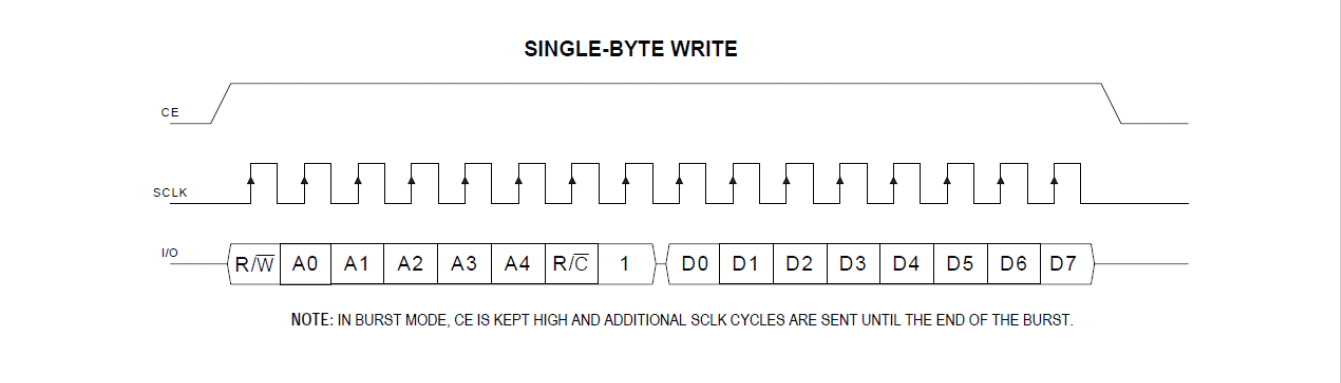 SINGLE-BYTE WRITE
CE
SCLK
I/O
R/W̅ A0 A1 A2 A3 A4 R/C̅ 1 D0 D1 D2 D3 D4 D5 D6 D7
NOTE: IN BURST MODE, CE IS KEPT HIGH AND ADDITIONAL SCLK CYCLES ARE SENT UNTIL THE END OF THE BURST.